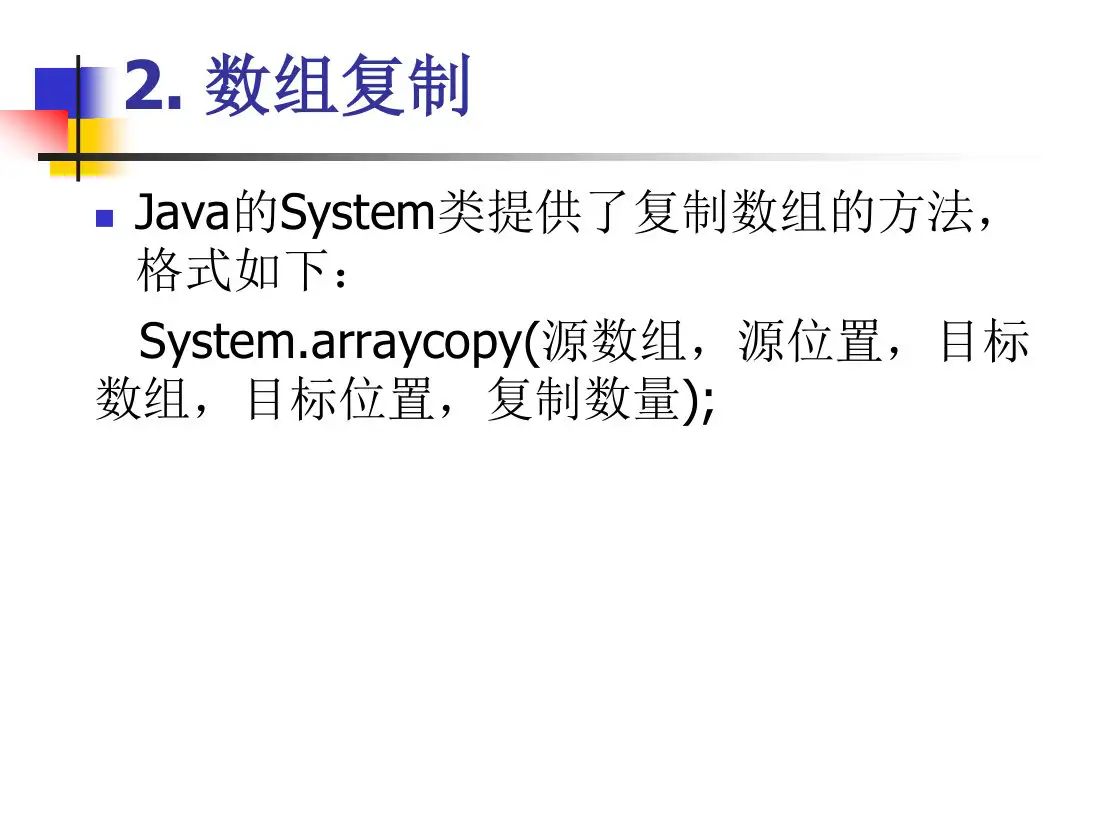 2. 数组复制
Java的System类提供了复制数组的方法，
格式如下：
System.arraycopy(源数组，源位置，目标
数组，目标位置，复制数量);